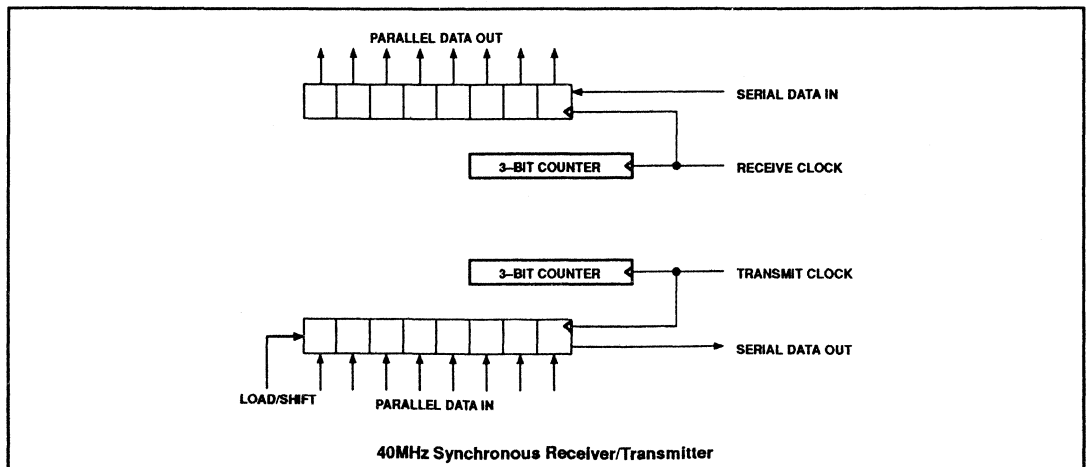 PARALLEL DATA OUT
SERIAL DATA IN
3–BIT COUNTER
RECEIVE CLOCK
3–BIT COUNTER
TRANSMIT CLOCK
SERIAL DATA OUT
LOAD/SHIFT
PARALLEL DATA IN
40MHz Synchronous Receiver/Transmitter